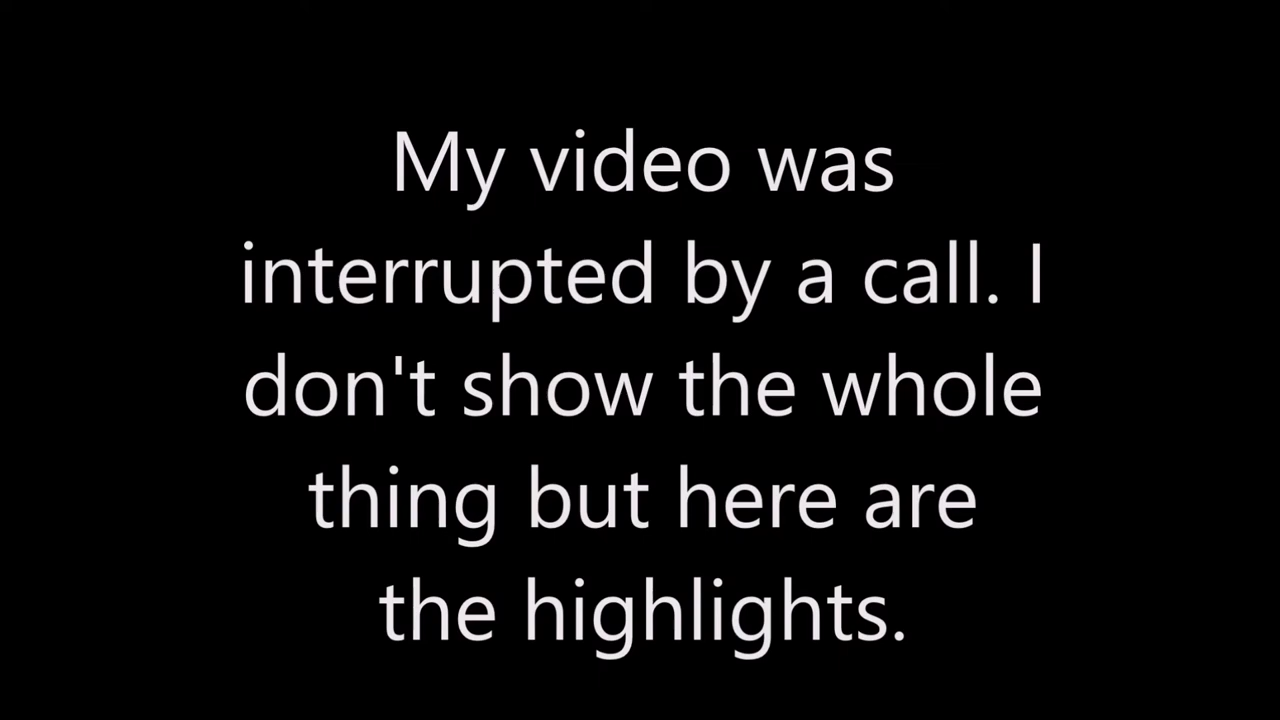 My video was
interrupted by a call. I
don't show the whole
thing but here are
the highlights.